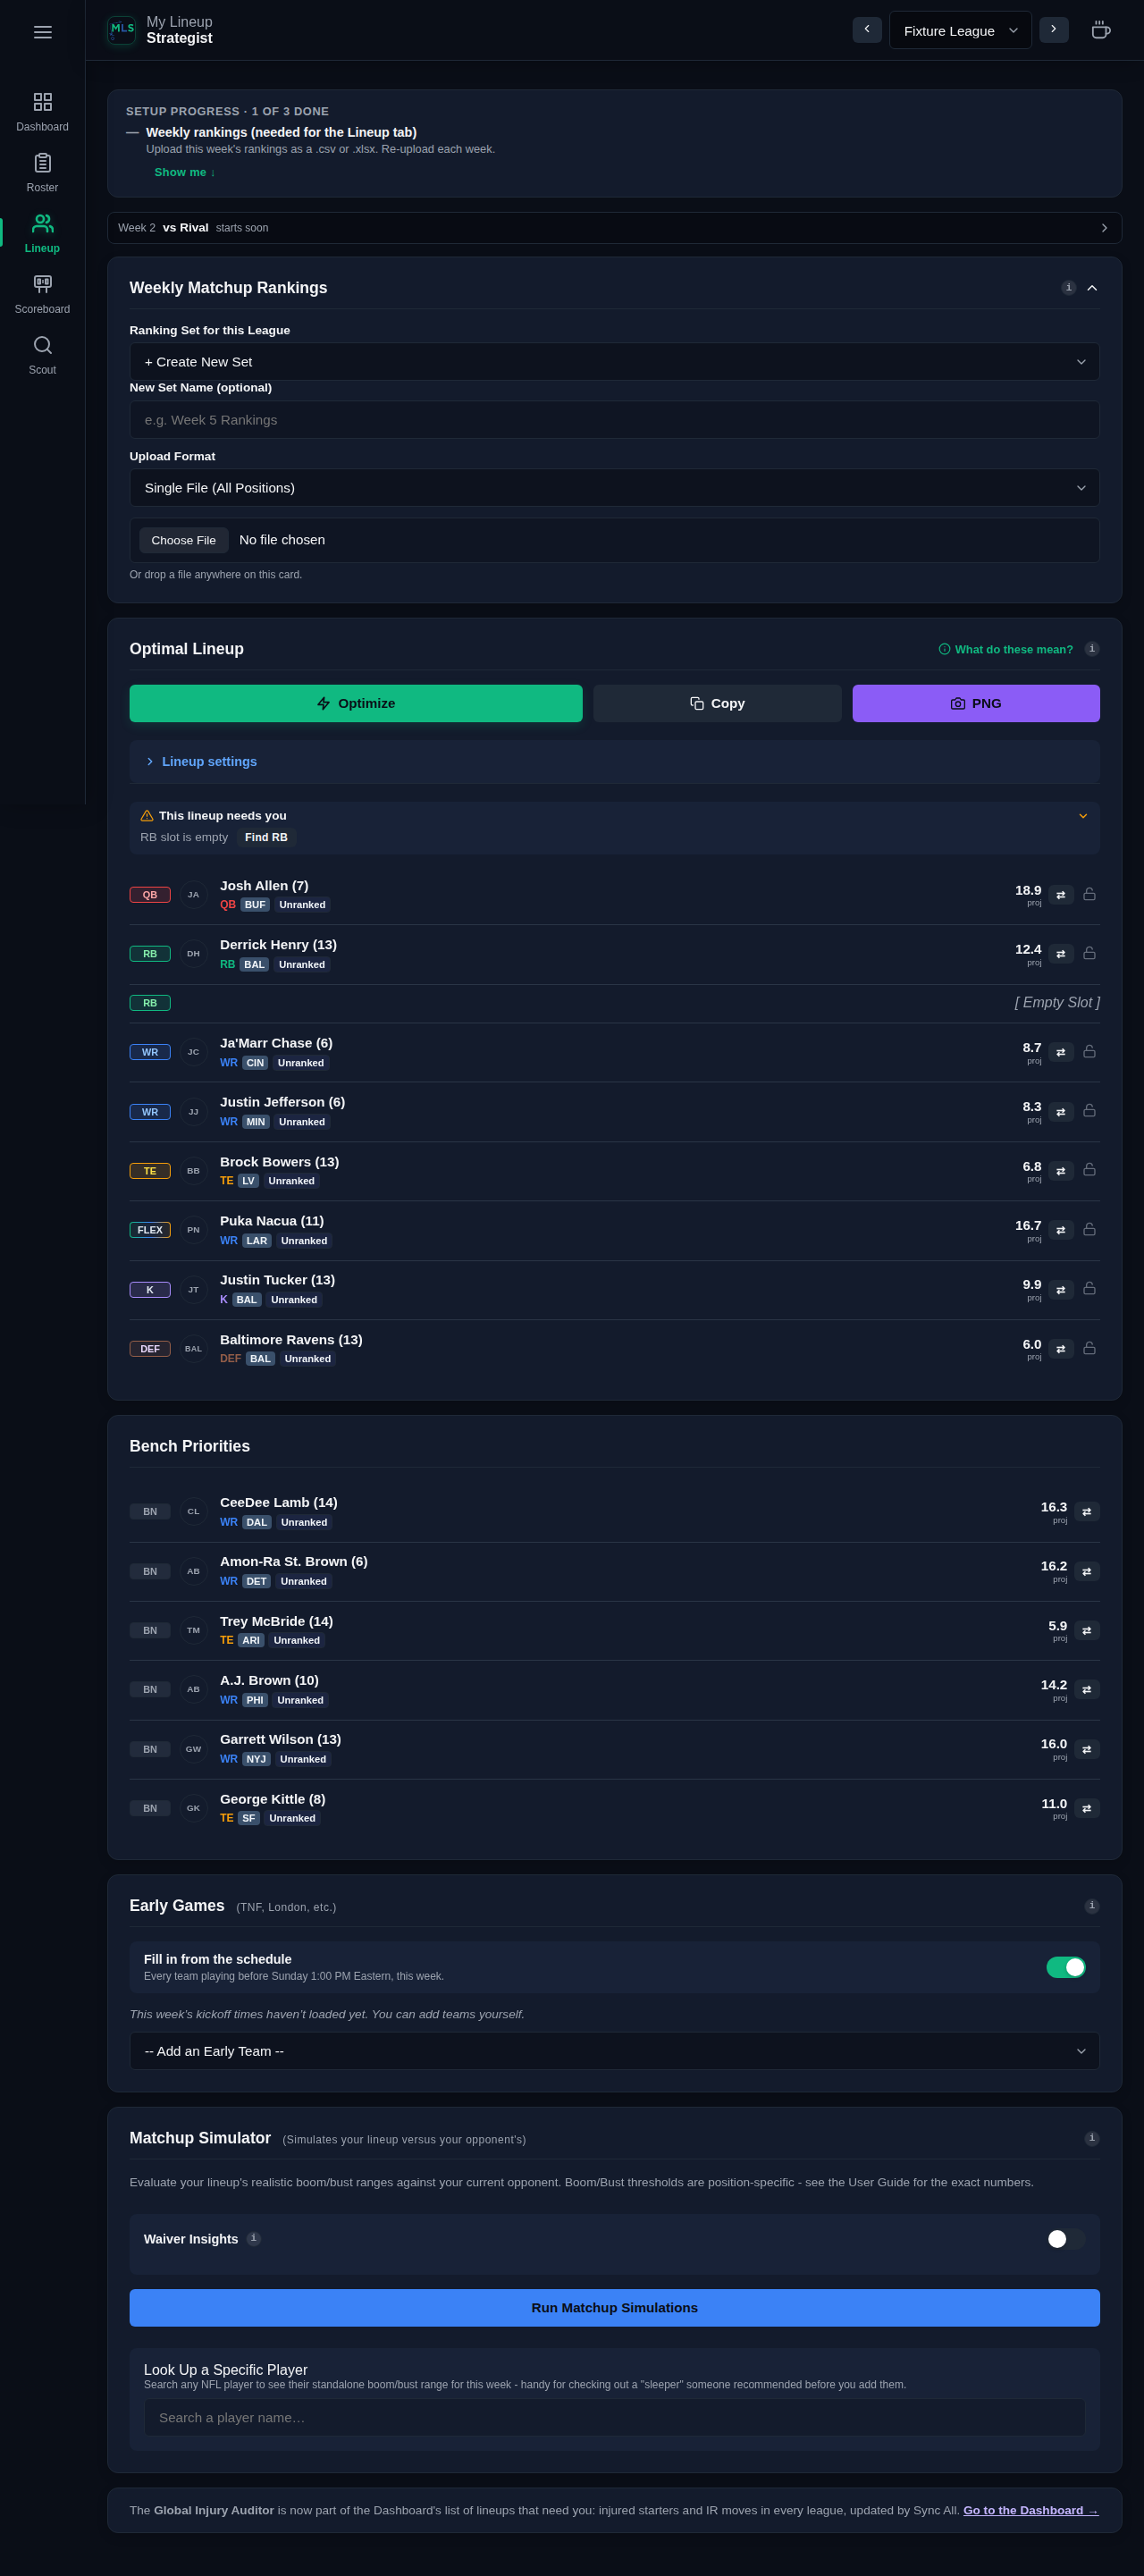 MLS
My Lineup
Strategist
Fixture League
Dashboard
Roster
Lineup
Scoreboard
Scout
SETUP PROGRESS · 1 OF 3 DONE
— Weekly rankings (needed for the Lineup tab)
Upload this week's rankings as a .csv or .xlsx. Re-upload each week.
Show me ↓
Week 2 vs Rival starts soon
Weekly Matchup Rankings i
Ranking Set for this League
+ Create New Set
New Set Name (optional)
e.g. Week 5 Rankings
Upload Format
Single File (All Positions)
Choose File No file chosen
Or drop a file anywhere on this card.
Optimal Lineup What do these mean? i
Optimize Copy PNG
Lineup settings
This lineup needs you
RB slot is empty Find RB
QB JA Josh Allen (7) 18.9
QB BUF Unranked proj
RB DH Derrick Henry (13) 12.4
RB BAL Unranked proj
RB [ Empty Slot ]
WR JC Ja'Marr Chase (6) 8.7
WR CIN Unranked proj
WR JJ Justin Jefferson (6) 8.3
WR MIN Unranked proj
TE BB Brock Bowers (13) 6.8
TE LV Unranked proj
FLEX PN Puka Nacua (11) 16.7
WR LAR Unranked proj
K JT Justin Tucker (13) 9.9
K BAL Unranked proj
DEF BAL Baltimore Ravens (13) 6.0
DEF BAL Unranked proj
Bench Priorities
BN CL CeeDee Lamb (14) 16.3
WR DAL Unranked proj
BN AB Amon-Ra St. Brown (6) 16.2
WR DET Unranked proj
BN TM Trey McBride (14) 5.9
TE ARI Unranked proj
BN AB A.J. Brown (10) 14.2
WR PHI Unranked proj
BN GW Garrett Wilson (13) 16.0
WR NYJ Unranked proj
BN GK George Kittle (8) 11.0
TE SF Unranked proj
Early Games (TNF, London, etc.) i
Fill in from the schedule
Every team playing before Sunday 1:00 PM Eastern, this week.
This week's kickoff times haven't loaded yet. You can add teams yourself.
-- Add an Early Team --
Matchup Simulator (Simulates your lineup versus your opponent's) i
Evaluate your lineup's realistic boom/bust ranges against your current opponent. Boom/Bust thresholds are position-specific - see the User Guide for the exact numbers.
Waiver Insights i
Run Matchup Simulations
Look Up a Specific Player
Search any NFL player to see their standalone boom/bust range for this week - handy for checking out a "sleeper" someone recommended before you add them.
Search a player name…
The Global Injury Auditor is now part of the Dashboard's list of lineups that need you: injured starters and IR moves in every league, updated by Sync All. Go to the Dashboard →